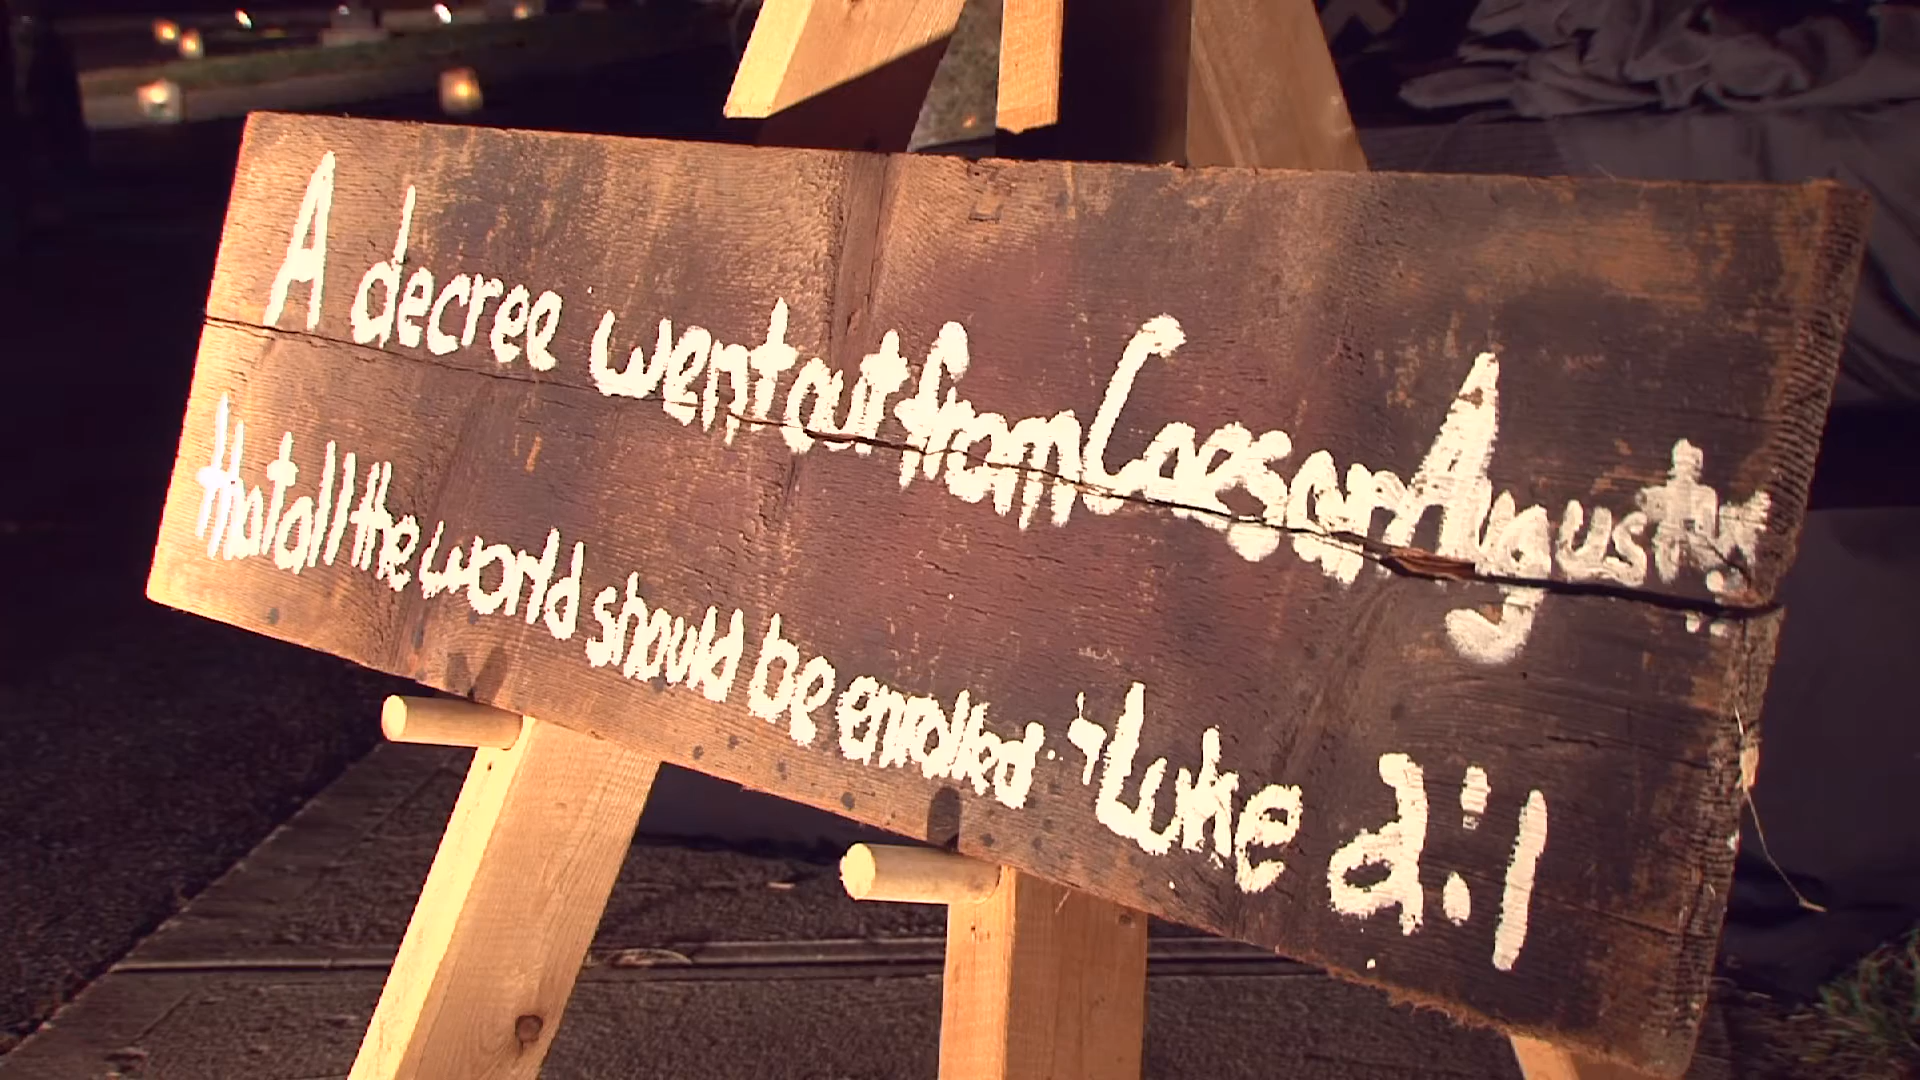 A decree went out from Caesar Augustus
that all the world should be enrolled. ~Luke 2:1